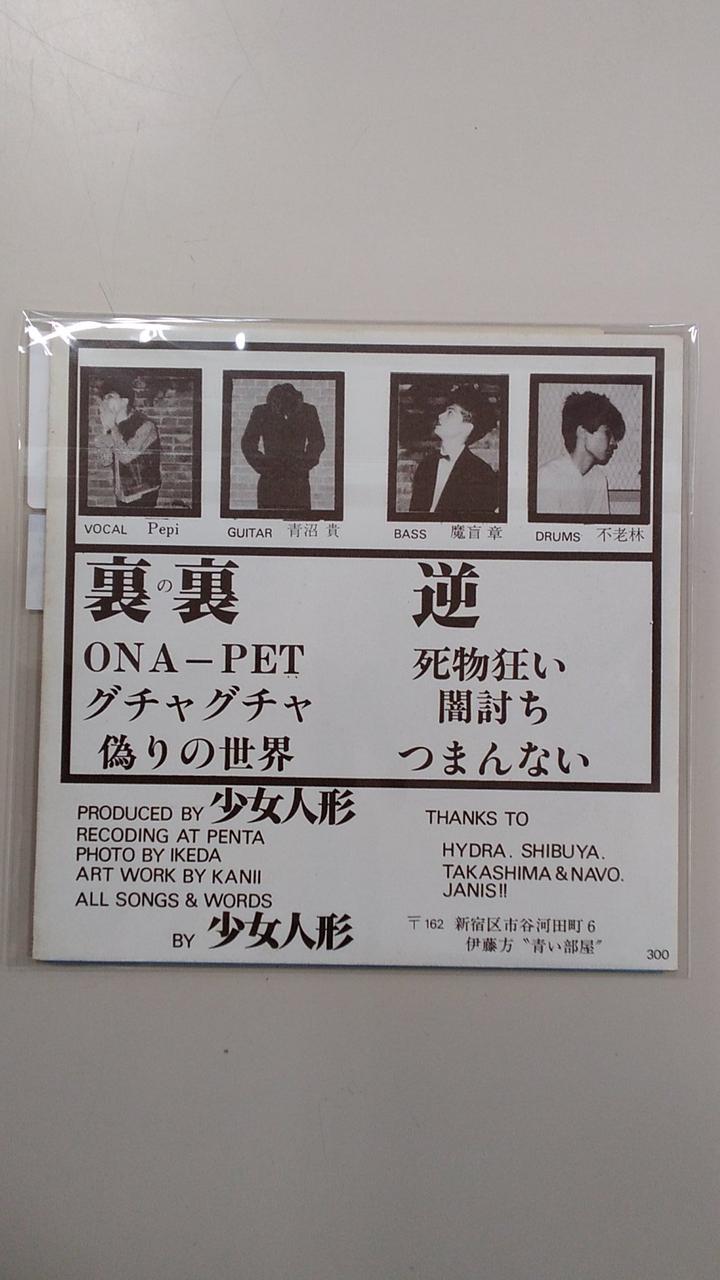 VOCAL Pepi
GUITAR 青沼 貴
BASS 魔盲 章
DRUMS 不老林
裏の裏
ONA－PET
グチャグチャ
偽りの世界
逆
死物狂い
闇討ち
つまんない
PRODUCED BY 少女人形
RECODING AT PENTA
PHOTO BY IKEDA
ART WORK BY KANII
ALL SONGS & WORDS
BY 少女人形
THANKS TO
HYDRA. SHIBUYA.
TAKASHIMA & NAVO.
JANIS!!
〒162 新宿区市谷河田町6
伊藤方〝青い部屋〞
300